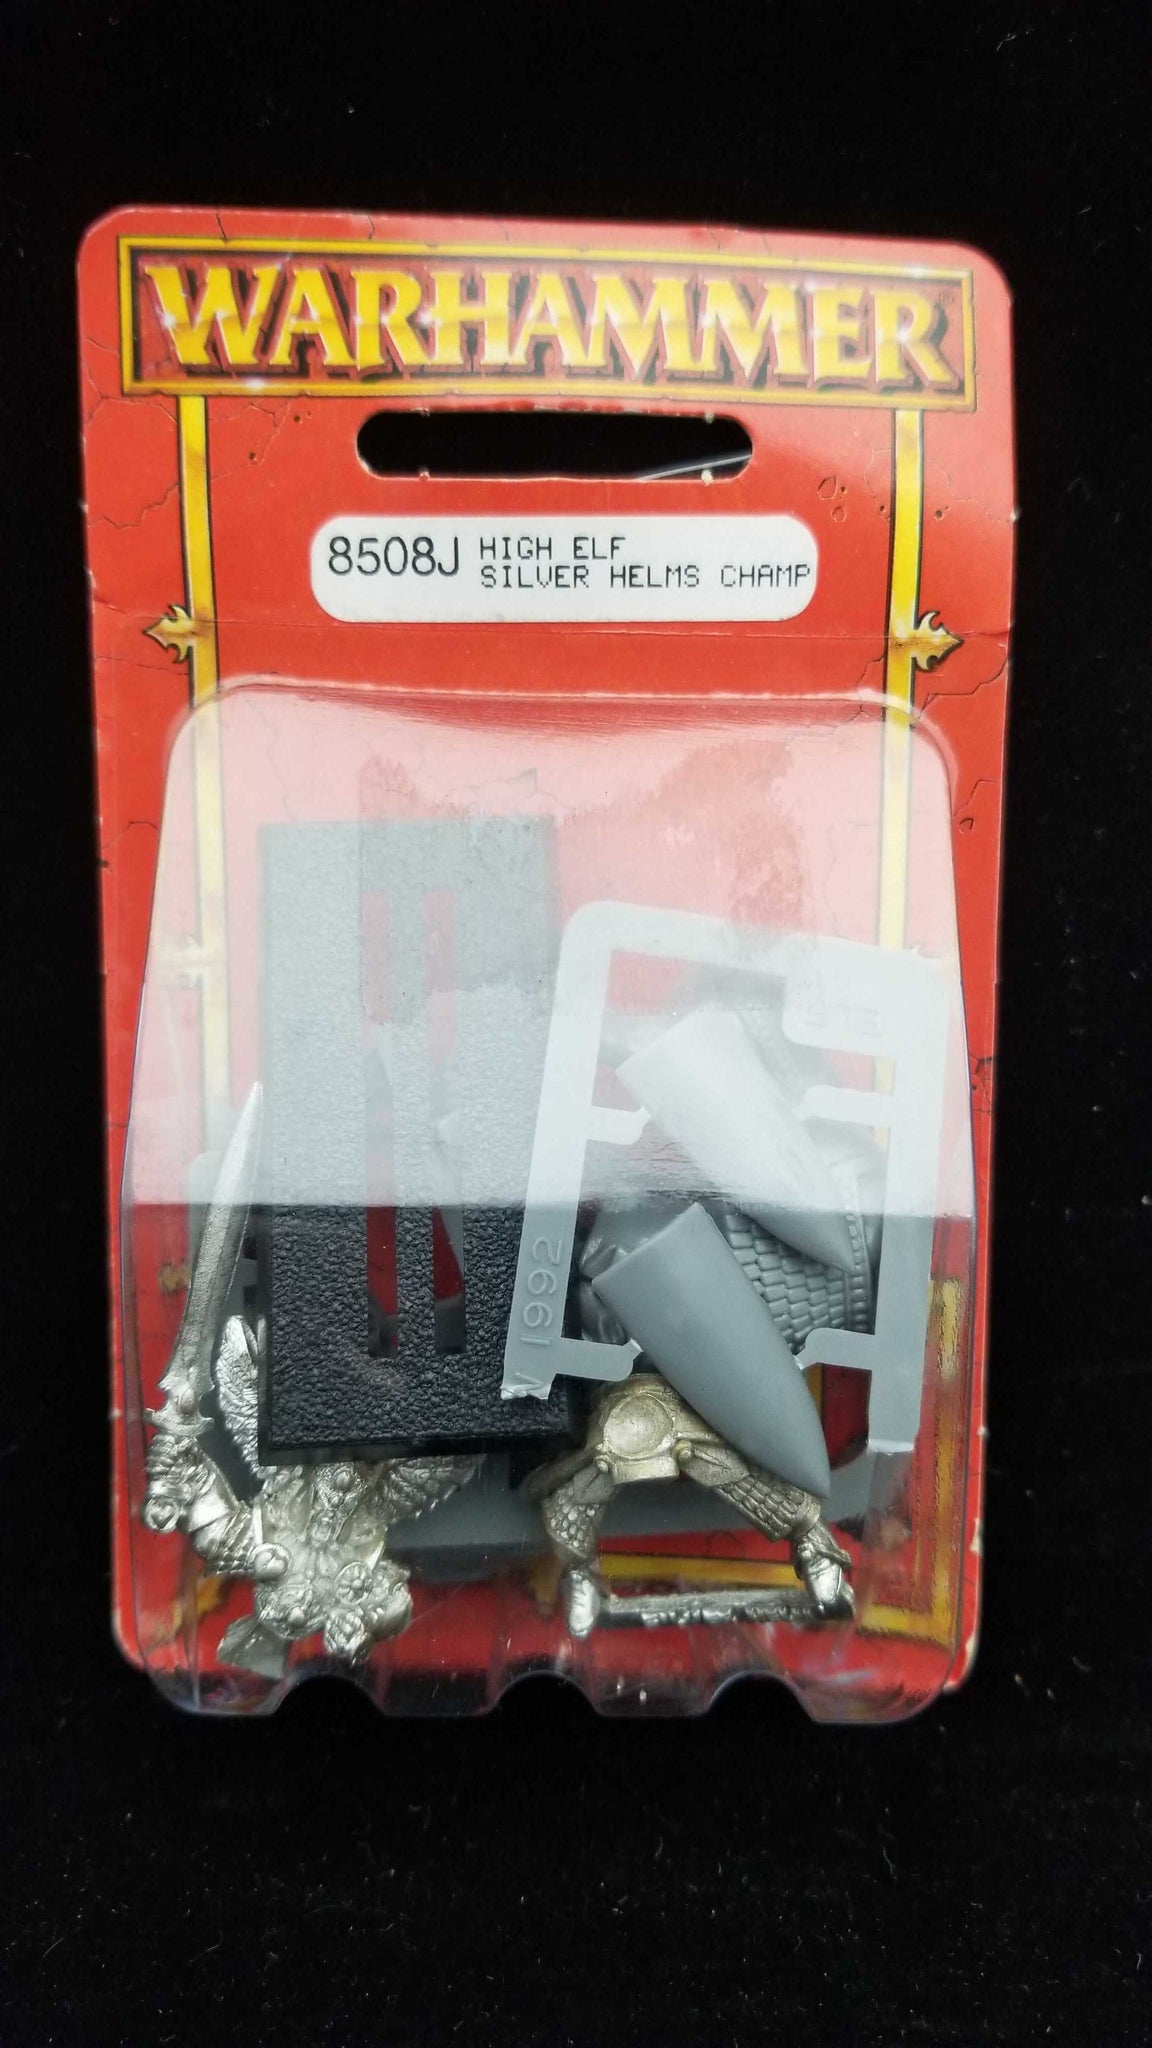 WARHAMMER®
8508J HIGH ELF
SILVER HELMS CHAMP
1992